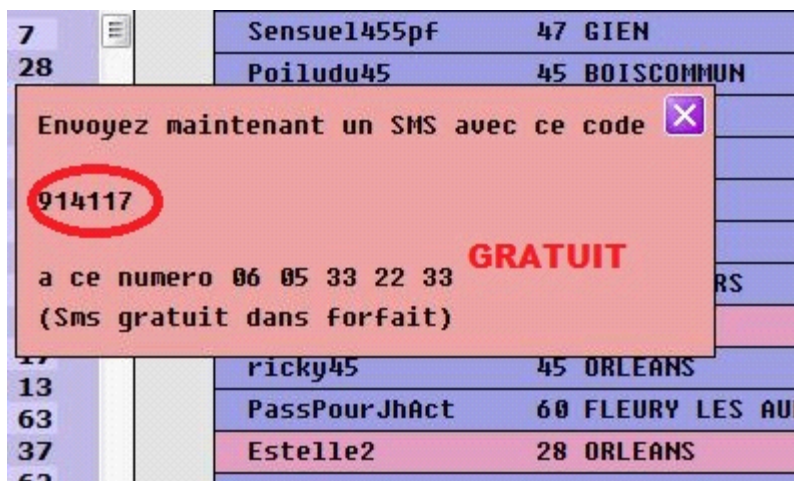 7
Sensuel455pf 47 GIEN
28
Poiludu45 45 BOISCOMMUN
Envoyez maintenant un SMS avec ce code
914117
GRATUIT
a ce numero 06 05 33 22 33
RS
(Sms gratuit dans forfait)
ricky45 45 ORLEANS
13
PassPourJhAct 60 FLEURY LES AU
63
37
Estelle2 28 ORLEANS